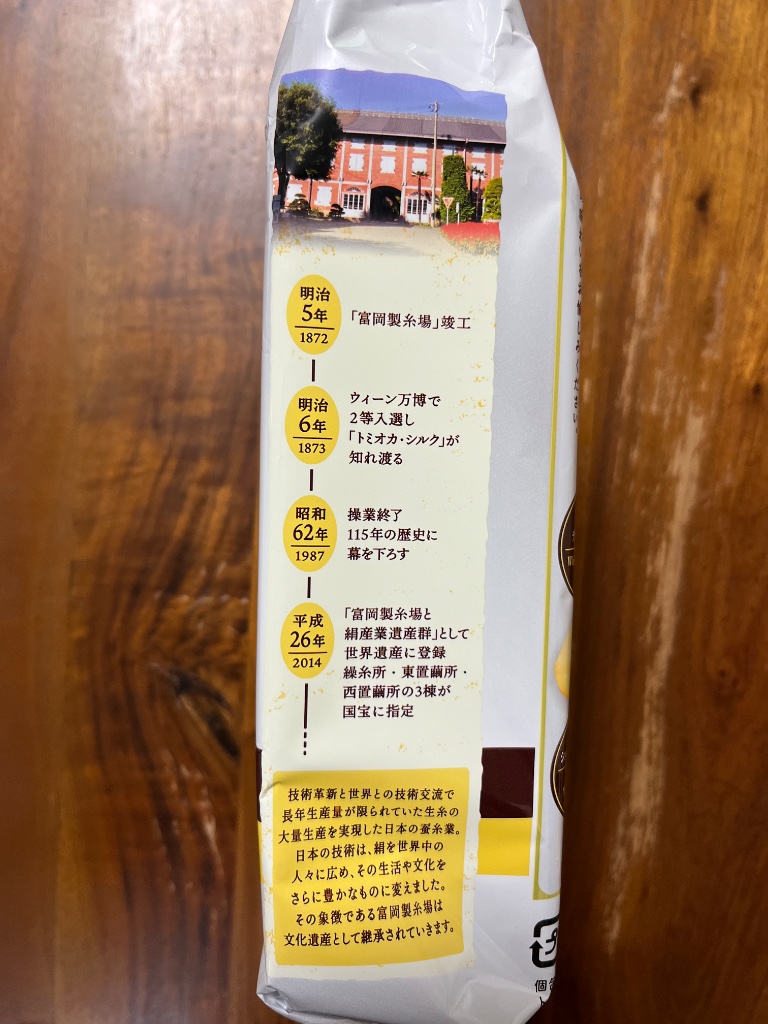 明治
5年
1872
「富岡製糸場」竣工
明治
6年
1873
ウィーン万博で
2等入選し
「トミオカ・シルク」が
知れ渡る
昭和
62年
1987
操業終了
115年の歴史に
幕を下ろす
平成
26年
2014
「富岡製糸場と
絹産業遺産群」として
世界遺産に登録
繰糸所・東置繭所・
西置繭所の3棟が
国宝に指定
技術革新と世界との技術交流で
長年生産量が限られていた生糸の
大量生産を実現した日本の蚕糸業。
日本の技術は、絹を世界中の
人々に広め、その生活や文化を
さらに豊かなものに変えました。
その象徴である富岡製糸場は
文化遺産として継承されていきます。